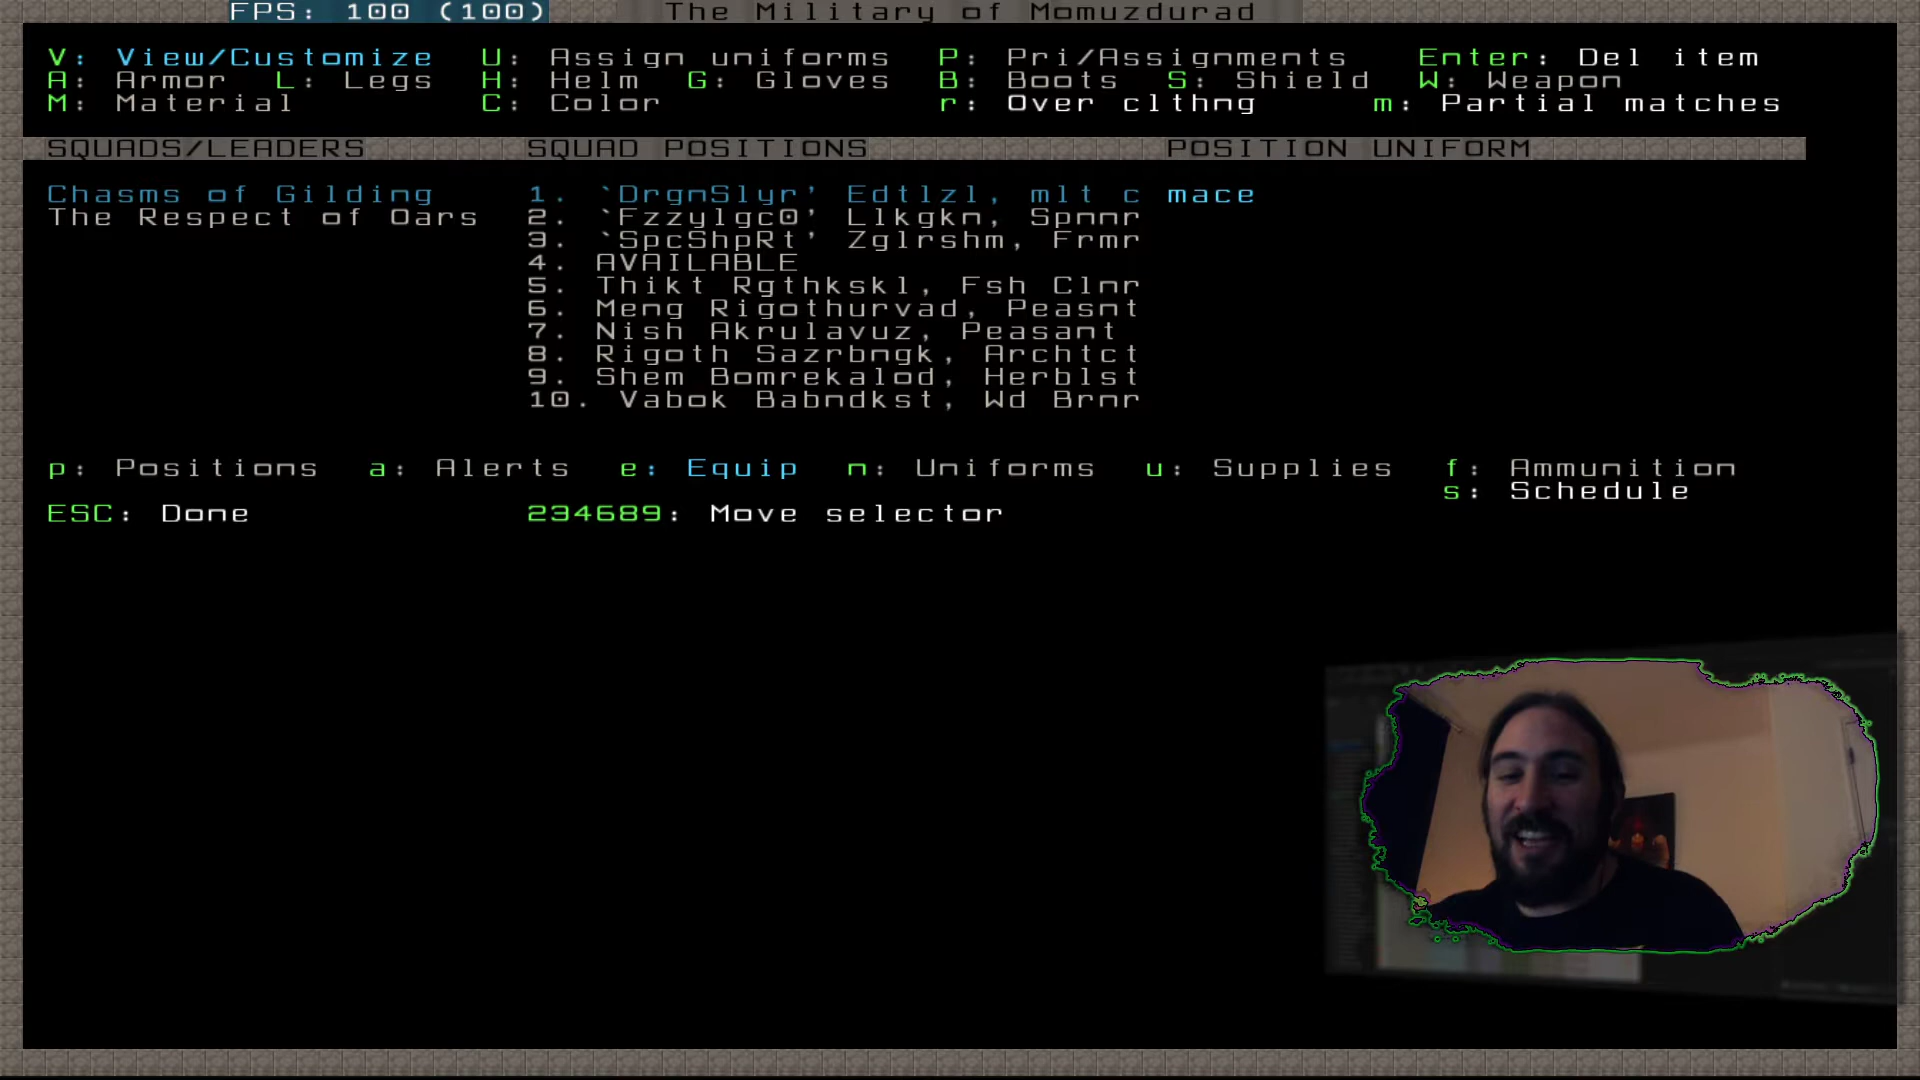 FPS: 100 (100) The Military of Momuzdurad
V: View/Customize U: Assign uniforms P: Pri/Assignments Enter: Del item
A: Armor L: Legs H: Helm G: Gloves B: Boots S: Shield W: Weapon
M: Material C: Color r: Over clthng m: Partial matches
SQUADS/LEADERS SQUAD POSITIONS POSITION UNIFORM
Chasms of Gilding 1. `DrgnSlyr' Edtlzl, mlt c mace
The Respect of Oars 2. `Fzzylgc0' Llkgkn, Spnnr
3. `SpcShpRt' Zglrshm, Frmr
4. AVAILABLE
5. Thikt Rgthkskl, Fsh Clnr
6. Meng Rigothurvad, Peasnt
7. Nish Akrulavuz, Peasant
8. Rigoth Sazrbngk, Archtct
9. Shem Bomrekalod, Herblst
10. Vabok Babndkst, Wd Brnr
p: Positions a: Alerts e: Equip n: Uniforms u: Supplies f: Ammunition
s: Schedule
ESC: Done 234689: Move selector